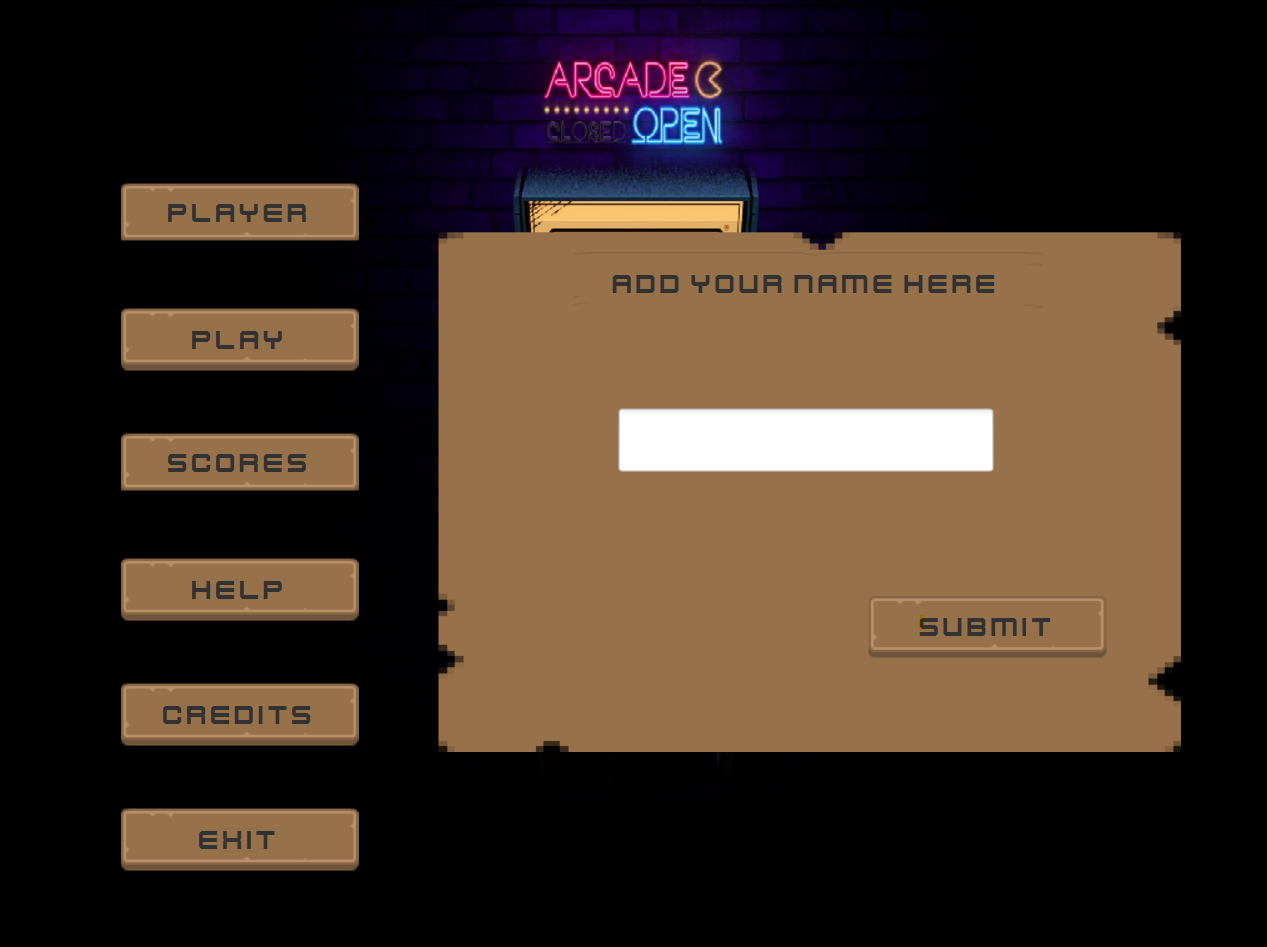 ARCADE
CLOSED OPEN
PLAYER
PLAY
SCORES
HELP
CREDITS
EXIT
ADD YOUR NAME HERE
SUBMIT